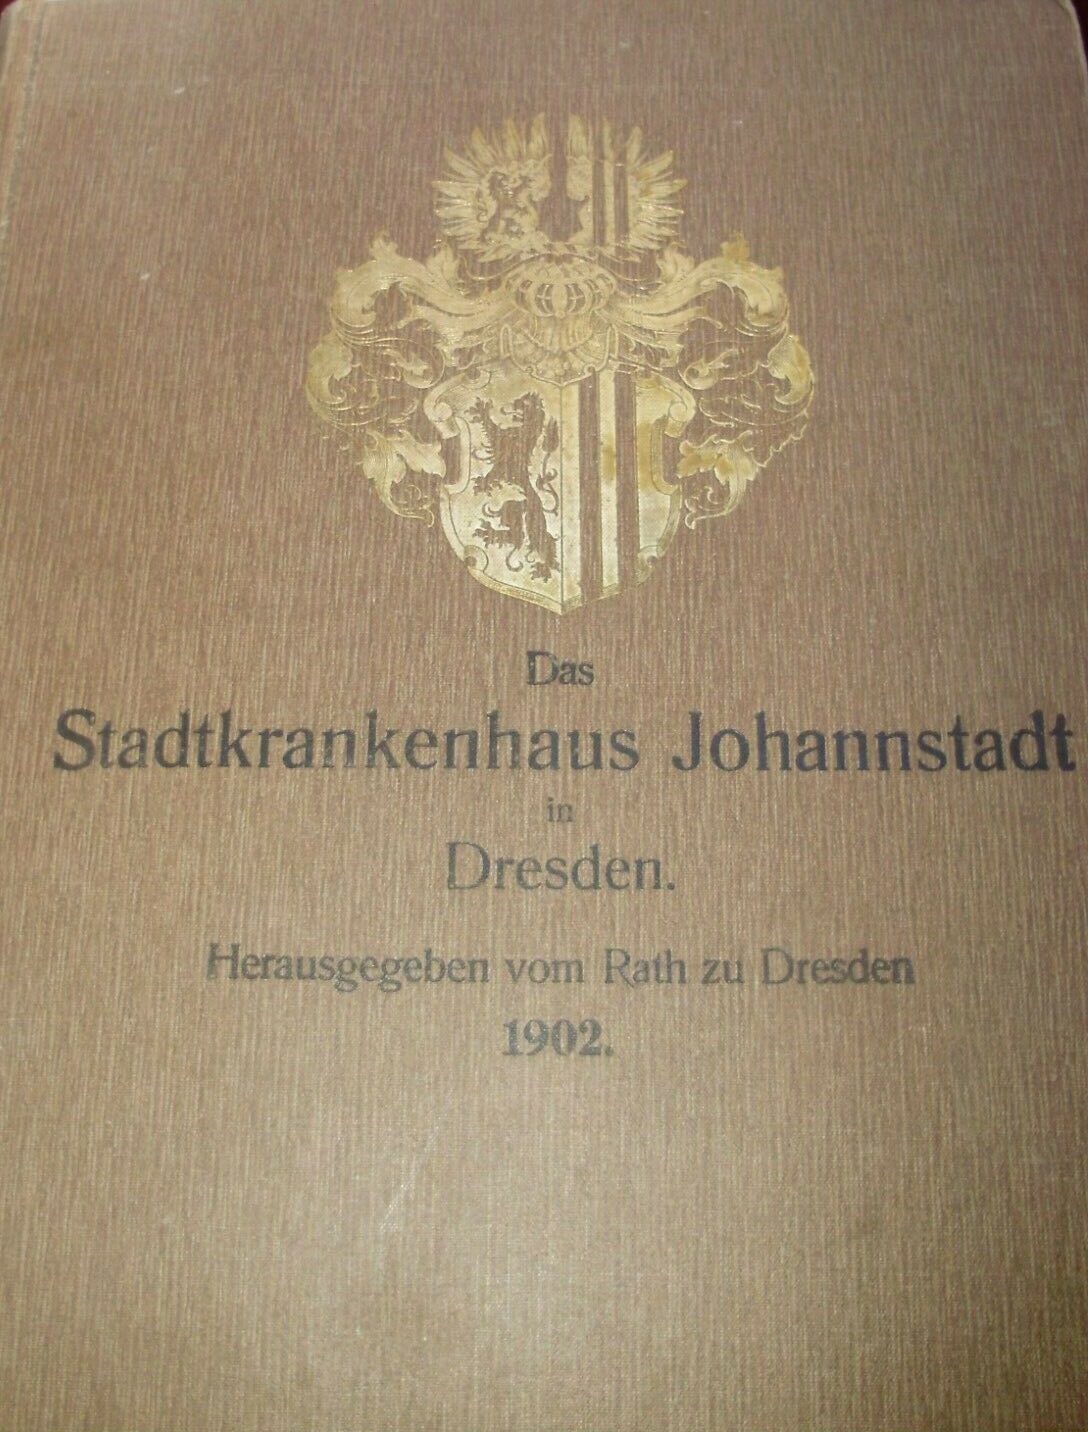 Das
Stadtkrankenhaus Johannstadt
in
Dresden.
Herausgegeben vom Rath zu Dresden
1902.